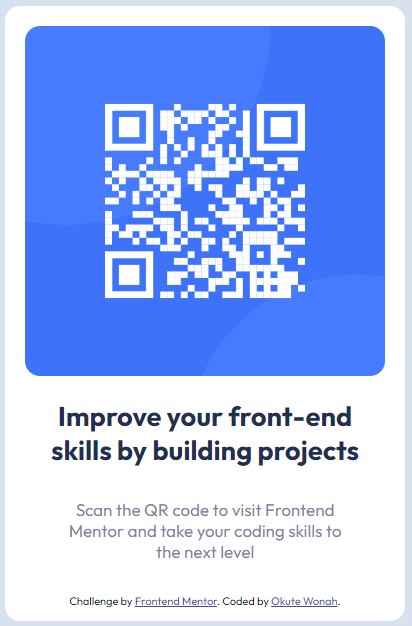 Improve your front-end
skills by building projects
Scan the QR code to visit Frontend
Mentor and take your coding skills to
the next level
Challenge by Frontend Mentor. Coded by Okute Wonah.